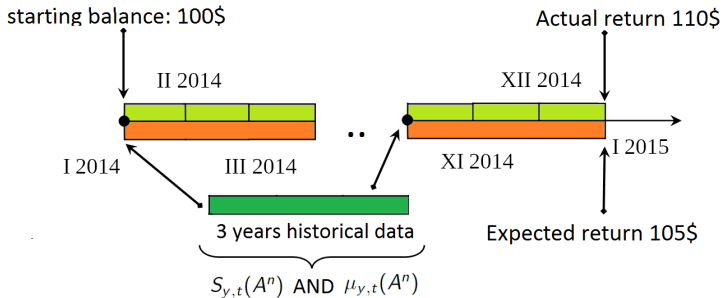 starting balance: 100$
Actual return 110$
II 2014
XII 2014
..
I 2014
III 2014
XI 2014
I 2015
3 years historical data
Expected return 105$
S_{y,t}(A^n) AND μ_{y,t}(A^n)